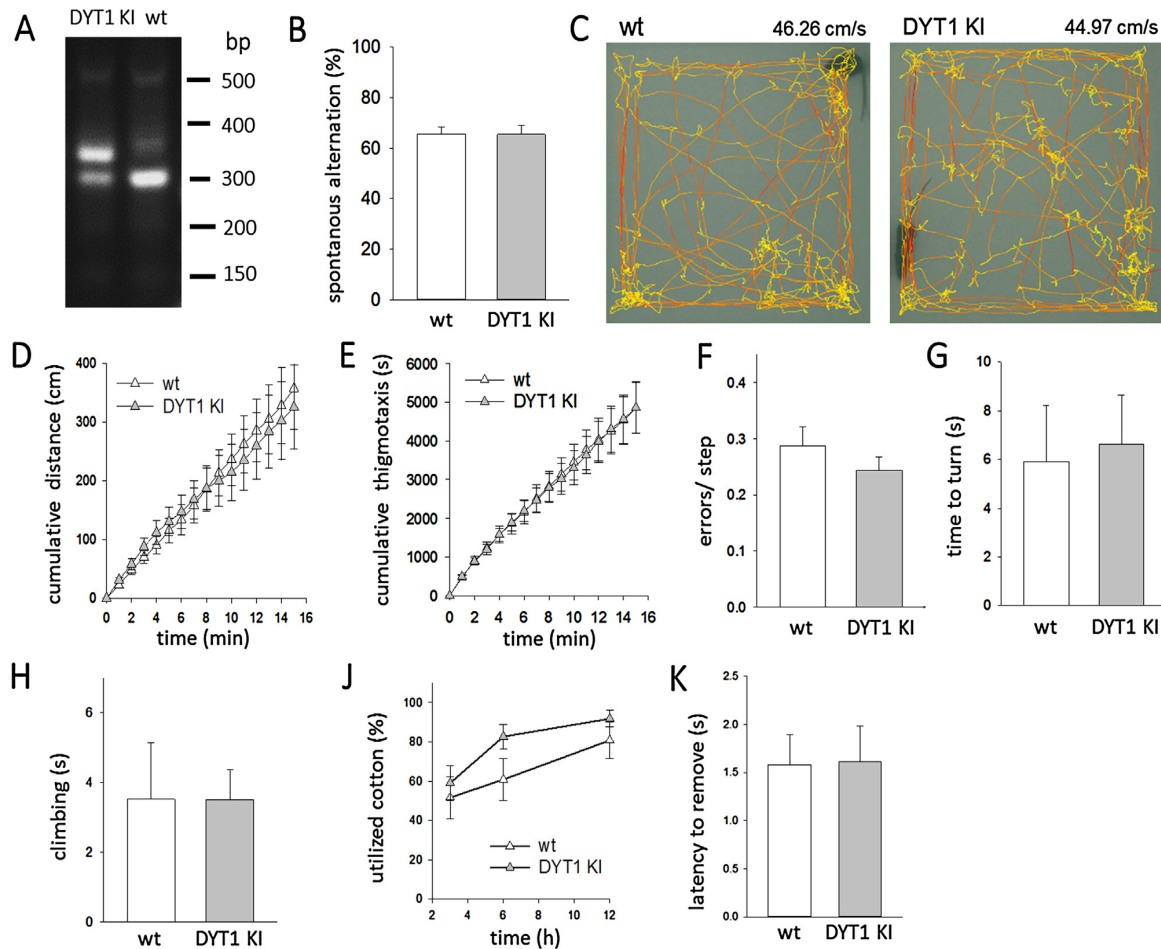 A
DYT1 KI wt
bp
500
400
300
200
150
B
spontanous alternation (%)
100
80
60
40
20
0
wt DYT1 KI
C
wt 46.26 cm/s
DYT1 KI 44.97 cm/s
D
cumulative distance (cm)
400
300
200
100
0
wt
DYT1 KI
0 2 4 6 8 10 12 14 16
time (min)
E
cumulative thigmotaxis (s)
6000
5000
4000
3000
2000
1000
0
wt
DYT1 KI
0 2 4 6 8 10 12 14 16
time (min)
F
errors/ step
0.4
0.3
0.2
0.1
0.0
wt DYT1 KI
G
time to turn (s)
10
8
6
4
2
0
wt DYT1 KI
H
climbing (s)
6
4
2
0
wt DYT1 KI
J
utilized cotton (%)
100
80
60
40
20
0
wt
DYT1 KI
2 4 6 8 10 12
time (h)
K
latency to remove (s)
2.5
2.0
1.5
1.0
0.5
0.0
wt DYT1 KI